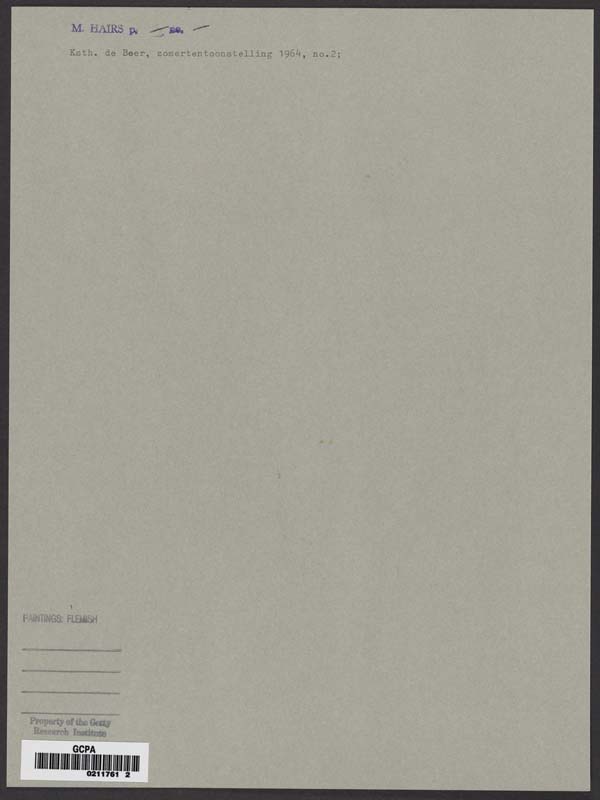 M. HAIRS p. — no. —
Kath. de Boer, zomertentoonstelling 1964, no.2;
PAINTINGS: FLEMISH
Property of the Getty
Research Institute
GCPA
0211761 2